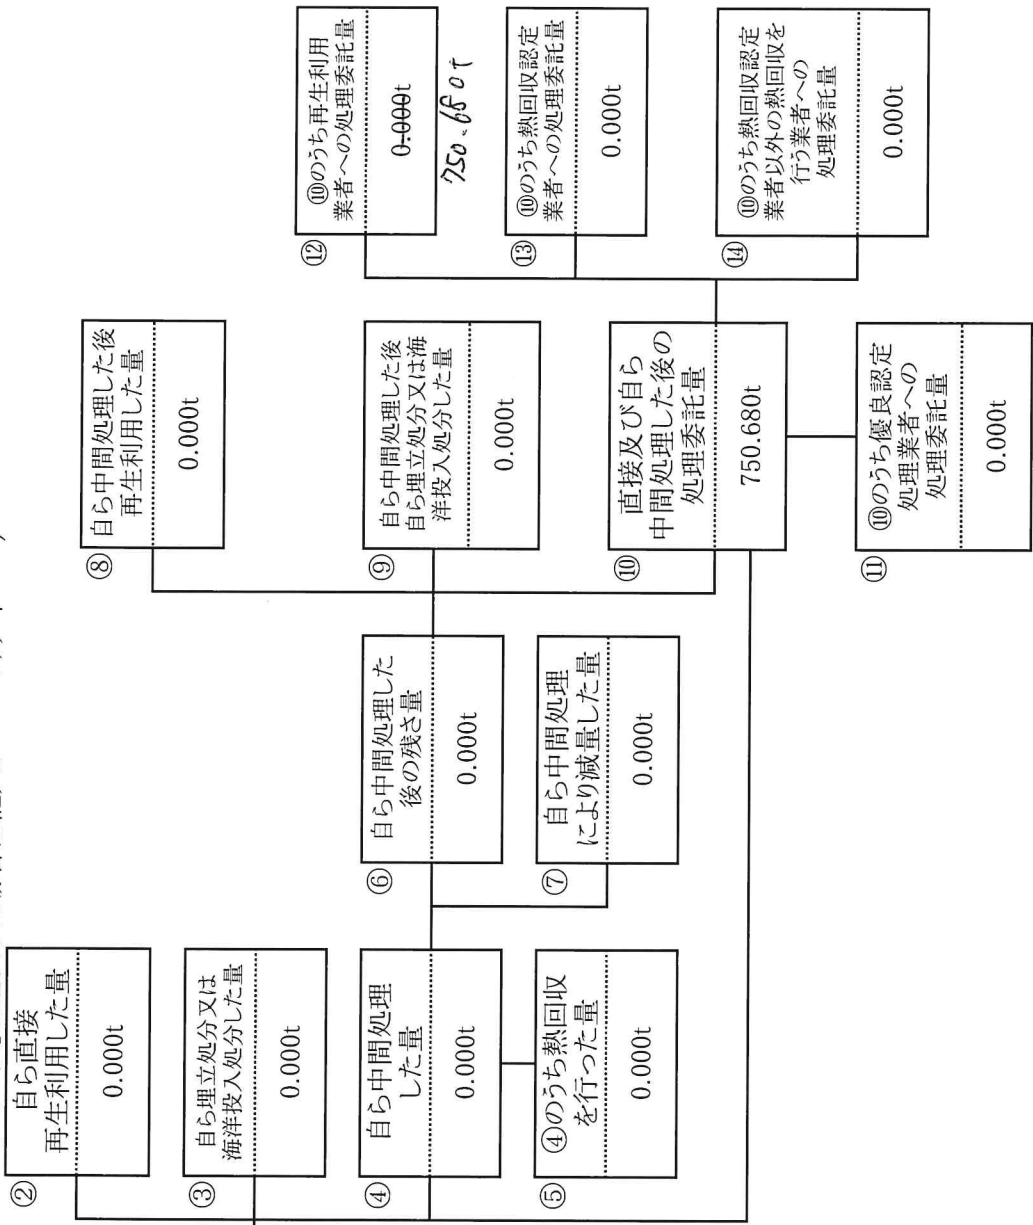 ②
自ら直接
再生利用した量
0.000t
③
自ら埋立処分又は
海洋投入処分した量
0.000t
④
自ら中間処理
した量
0.000t
⑤
④のうち熱回収
を行った量
0.000t
⑥
自ら中間処理した
後の残さ量
0.000t
⑦
自ら中間処理
により減量した量
0.000t
⑧
自ら中間処理した後
再生利用した量
0.000t
⑨
自ら中間処理した後
自ら埋立処分又は海
洋投入処分した量
0.000t
⑩
直接及び自ら
中間処理した後の
処理委託量
750.680t
⑪
⑩のうち優良認定
処理業者への
処理委託量
0.000t
⑫
⑩のうち再生利用
業者への処理委託量
0.000t
750.680t
⑬
⑩のうち熱回収認定
業者への処理委託量
0.000t
⑭
⑩のうち熱回収認定
業者以外の熱回収を
行う業者への
処理委託量
0.000t